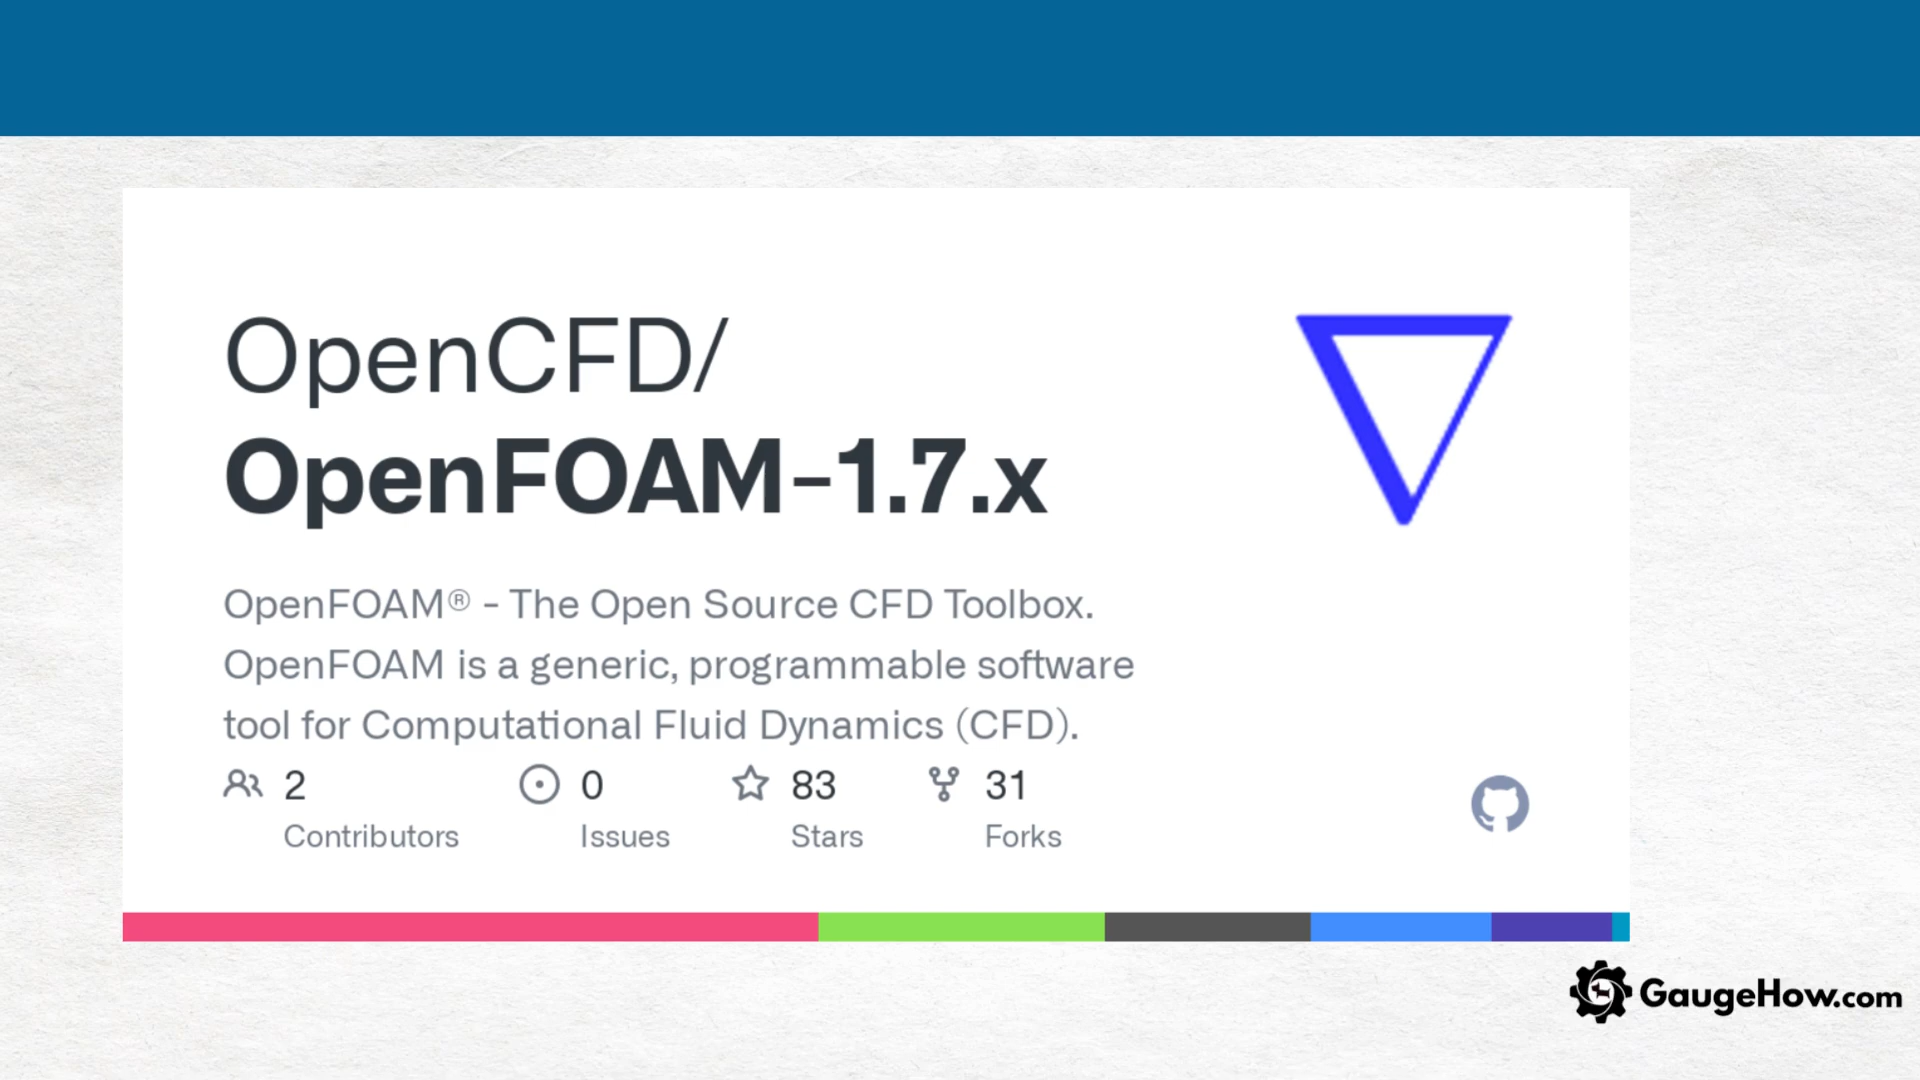 OpenCFD/
OpenFOAM-1.7.x
OpenFOAM® - The Open Source CFD Toolbox.
OpenFOAM is a generic, programmable software
tool for Computational Fluid Dynamics (CFD).
2 0 83 31
Contributors Issues Stars Forks
GaugeHow.com